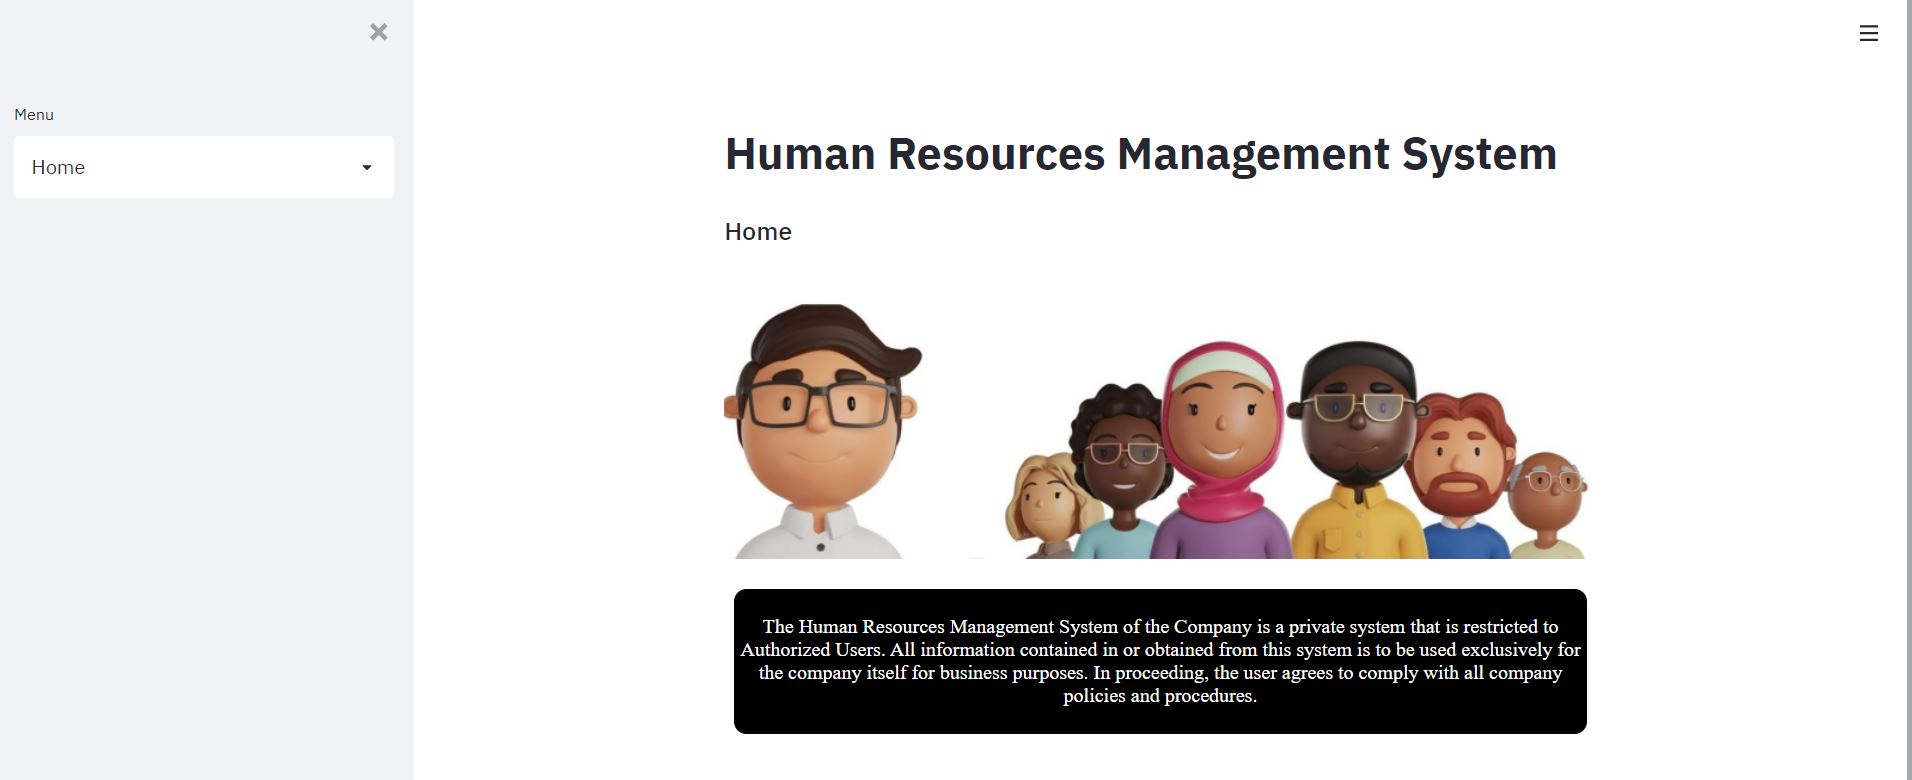 Menu
Home
Human Resources Management System
Home
The Human Resources Management System of the Company is a private system that is restricted to
Authorized Users. All information contained in or obtained from this system is to be used exclusively for
the company itself for business purposes. In proceeding, the user agrees to comply with all company
policies and procedures.